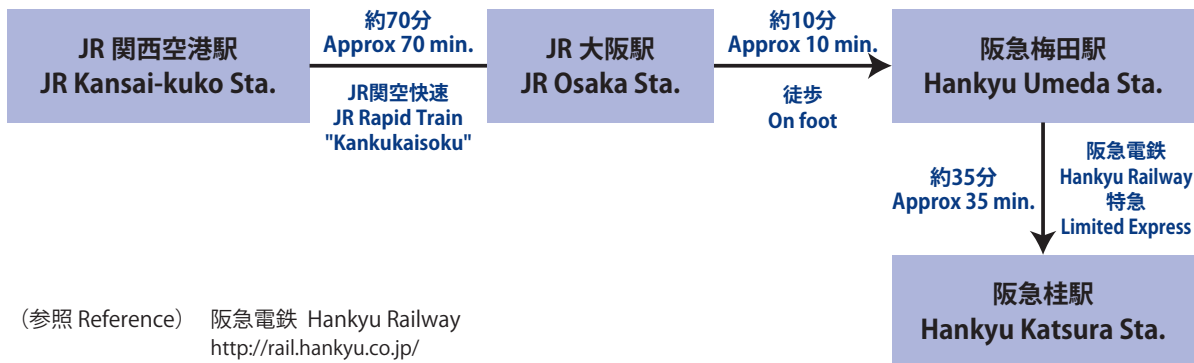 JR 関西空港駅
JR Kansai-kuko Sta.
約70分
Approx 70 min.
JR関空快速
JR Rapid Train
"Kankukaisoku"
JR 大阪駅
JR Osaka Sta.
約10分
Approx 10 min.
徒歩
On foot
阪急梅田駅
Hankyu Umeda Sta.
約35分
Approx 35 min.
阪急電鉄
Hankyu Railway
特急
Limited Express
阪急桂駅
Hankyu Katsura Sta.
（参照 Reference） 阪急電鉄 Hankyu Railway
http://rail.hankyu.co.jp/